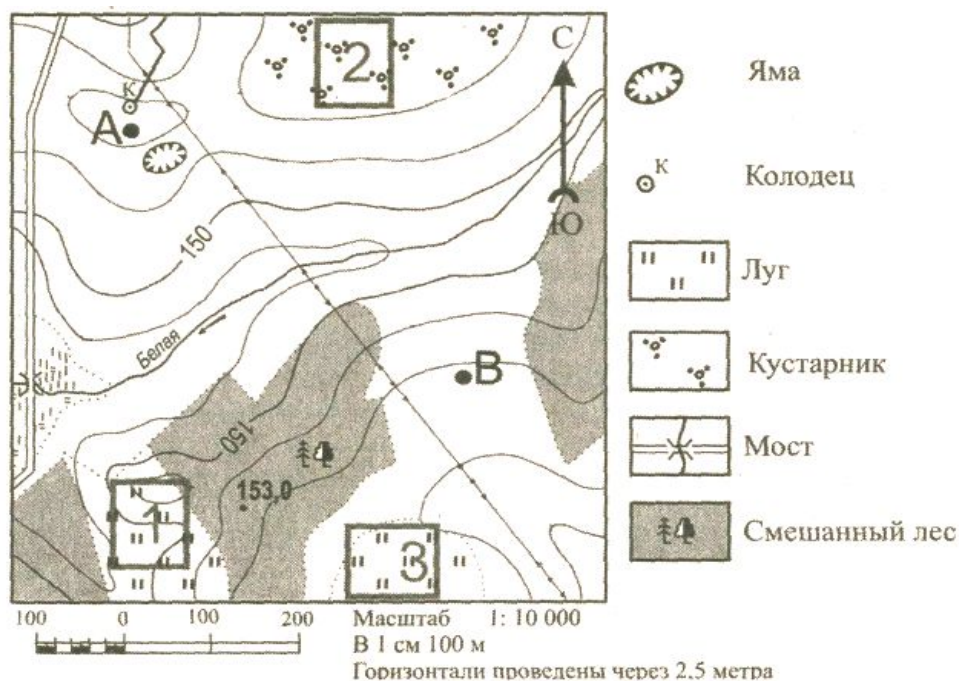 2
С
Яма
К
А
К
Колодец
Ю
150
Луг
Белая
В
Кустарник
150
Мост
153,0
1
3
Смешанный лес
100 0 100 200
Масштаб 1: 10 000
В 1 см 100 м
Горизонтали проведены через 2,5 метра